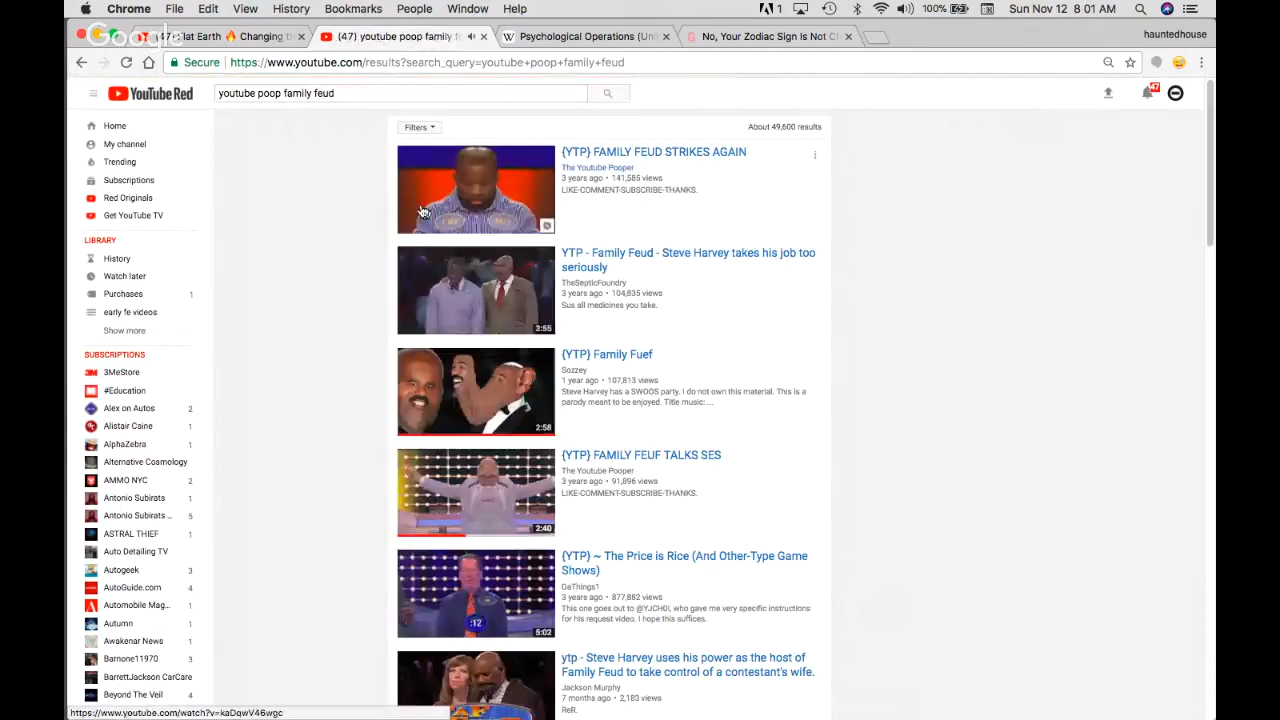 Chrome File Edit View History Bookmarks People Window Help 1 100% Sun Nov 12 8:01 AM
Google
Flat Earth 🔥 Changing th × (47) youtube poop family f × W Psychological Operations (Uni × G No, Your Zodiac Sign Is Not C × hauntedhouse
Secure https://www.youtube.com/results?search_query=youtube+poop+family+feud
YouTube Red youtube poop family feud 47
Filters About 49,600 results
Home
My channel
Trending
Subscriptions
Red Originals
Get YouTube TV
LIBRARY
History
Watch later
Purchases 1
early fe videos
Show more
SUBSCRIPTIONS
3M 3MeStore
#Education
Alex on Autos 2
Alistair Caine 1
AlphaZebra 1
Alternative Cosmology
AMMO NYC 2
Antonio Subirats 1
Antonio Subirats ... 5
ASTRAL THIEF 1
Auto Detailing TV
Autogeek 3
AutoGuide.com 4
Automobile Mag... 1
Autumn 1
Awakenar News 1
Barnone11970 3
BarrettJackson CarCare
Beyond The Veil 4
{YTP} FAMILY FEUD STRIKES AGAIN
The Youtube Pooper
3 years ago • 141,585 views
LIKE-COMMENT-SUBSCRIBE-THANKS.
YTP - Family Feud - Steve Harvey takes his job too
seriously
TheSepticFoundry
3 years ago • 104,835 views
Sus all medicines you take.
3:55
{YTP} Family Fuef
Sozzey
1 year ago • 107,813 views
Steve Harvey has a SWOOS party. I do not own this material. This is a
parody meant to be enjoyed. Title music: ...
2:58
{YTP} FAMILY FEUF TALKS SES
The Youtube Pooper
3 years ago • 91,896 views
LIKE-COMMENT-SUBSCRIBE-THANKS.
2:40
{YTP} ~ The Price is Rice (And Other-Type Game
Shows)
DaThings1
3 years ago • 877,882 views
This one goes out to @YJCH0i, who gave me very specific instructions
for his request video. I hope this suffices.
:12
5:02
ytp - Steve Harvey uses his power as the host of
Family Feud to take control of a contestant's wife.
Jackson Murphy
7 months ago • 2,183 views
ReR.
https://www.youtube.com/watch?v=kaDqwV46wgc